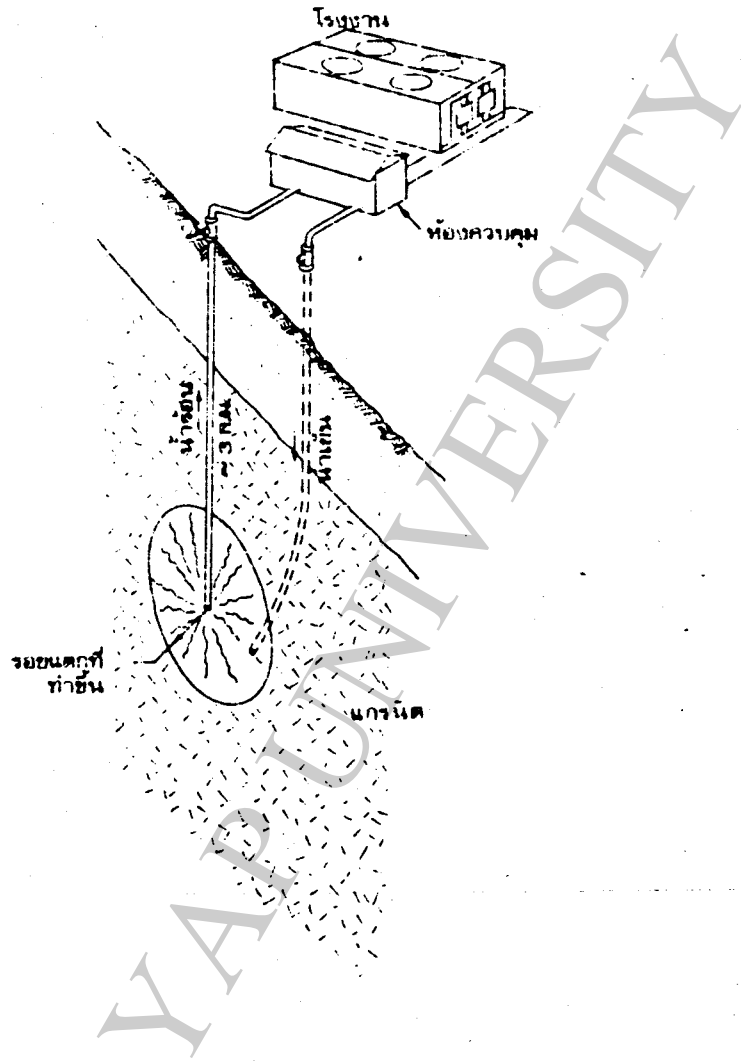 โรงงาน
ห้องควบคุม
น้ำร้อน
~ 3 ก.ม.
น้ำเย็น
รอยแตกที่
ทำขึ้น
แกรนิต
YAP UNIVERSITY